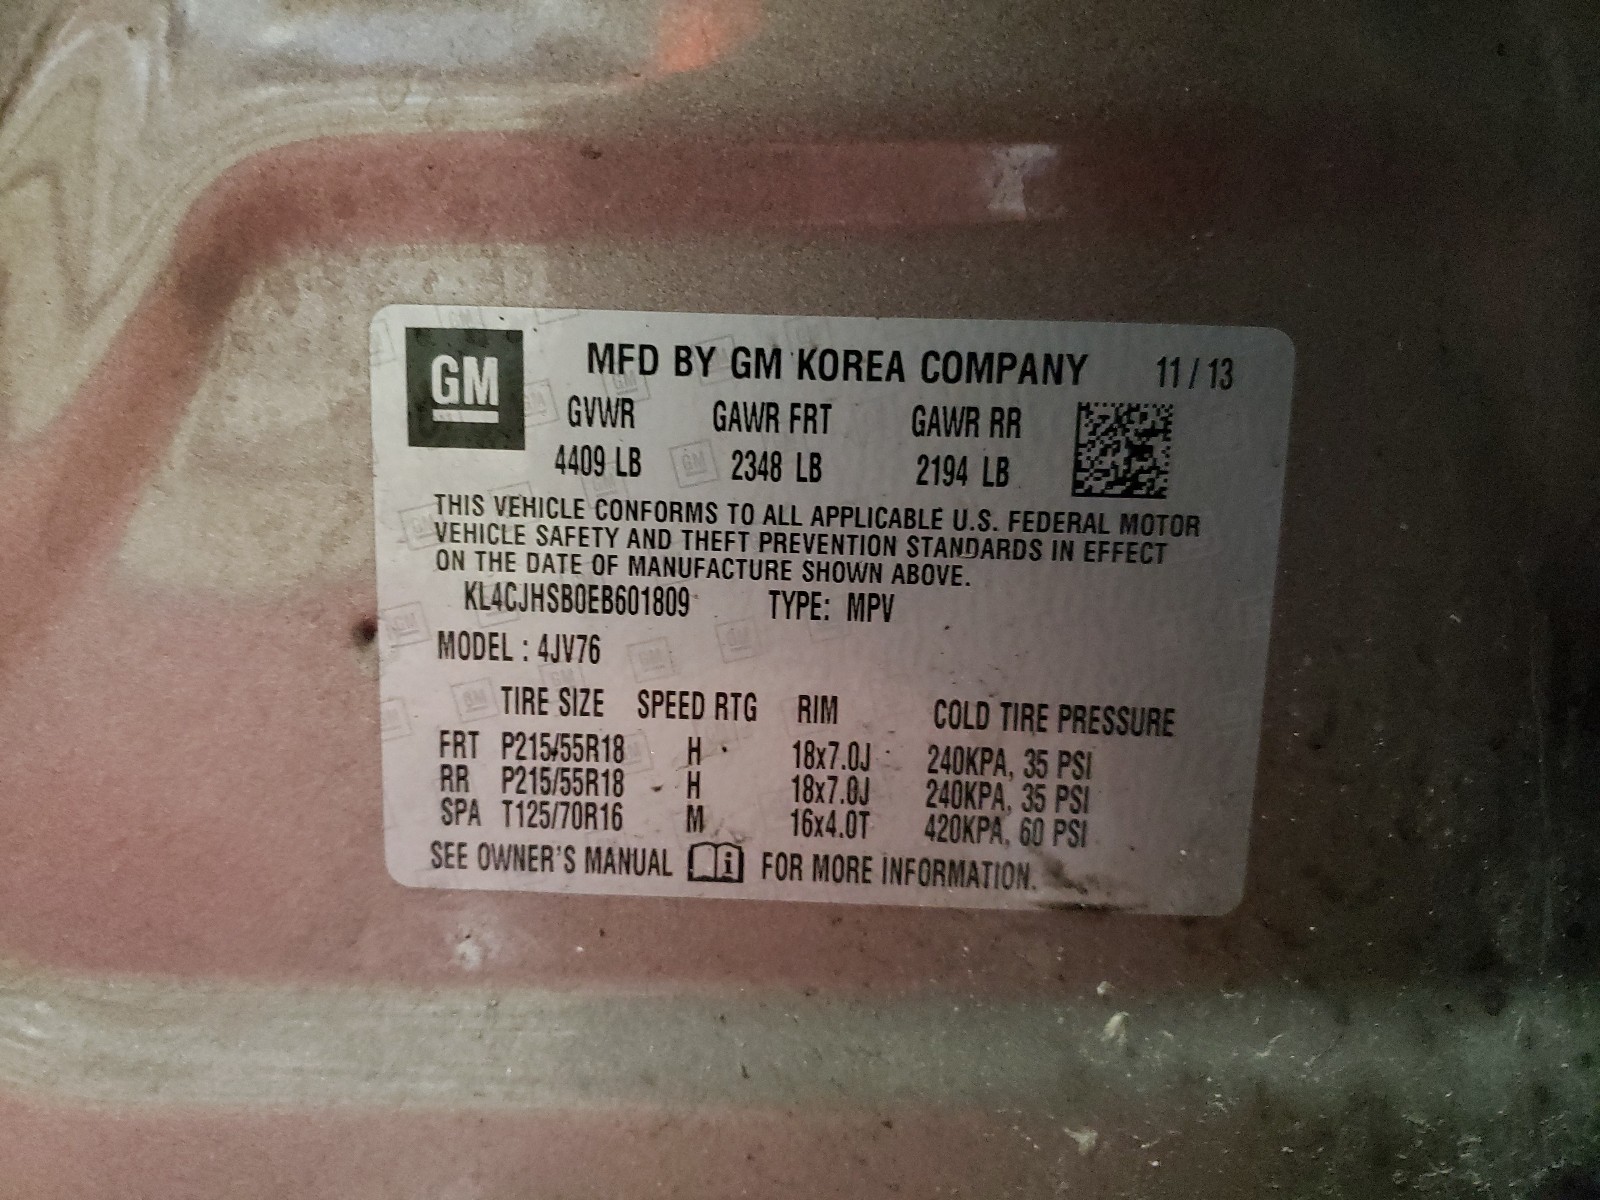 GM
MFD BY GM KOREA COMPANY 11 / 13
GVWR GAWR FRT GAWR RR
4409 LB 2348 LB 2194 LB
THIS VEHICLE CONFORMS TO ALL APPLICABLE U.S. FEDERAL MOTOR
VEHICLE SAFETY AND THEFT PREVENTION STANDARDS IN EFFECT
ON THE DATE OF MANUFACTURE SHOWN ABOVE.
KL4CJHSB0EB601809 TYPE: MPV
MODEL : 4JV76
TIRE SIZE SPEED RTG RIM COLD TIRE PRESSURE
FRT P215/55R18 H 18x7.0J 240KPA, 35 PSI
RR P215/55R18 H 18x7.0J 240KPA, 35 PSI
SPA T125/70R16 M 16x4.0T 420KPA, 60 PSI
SEE OWNER'S MANUAL i FOR MORE INFORMATION.